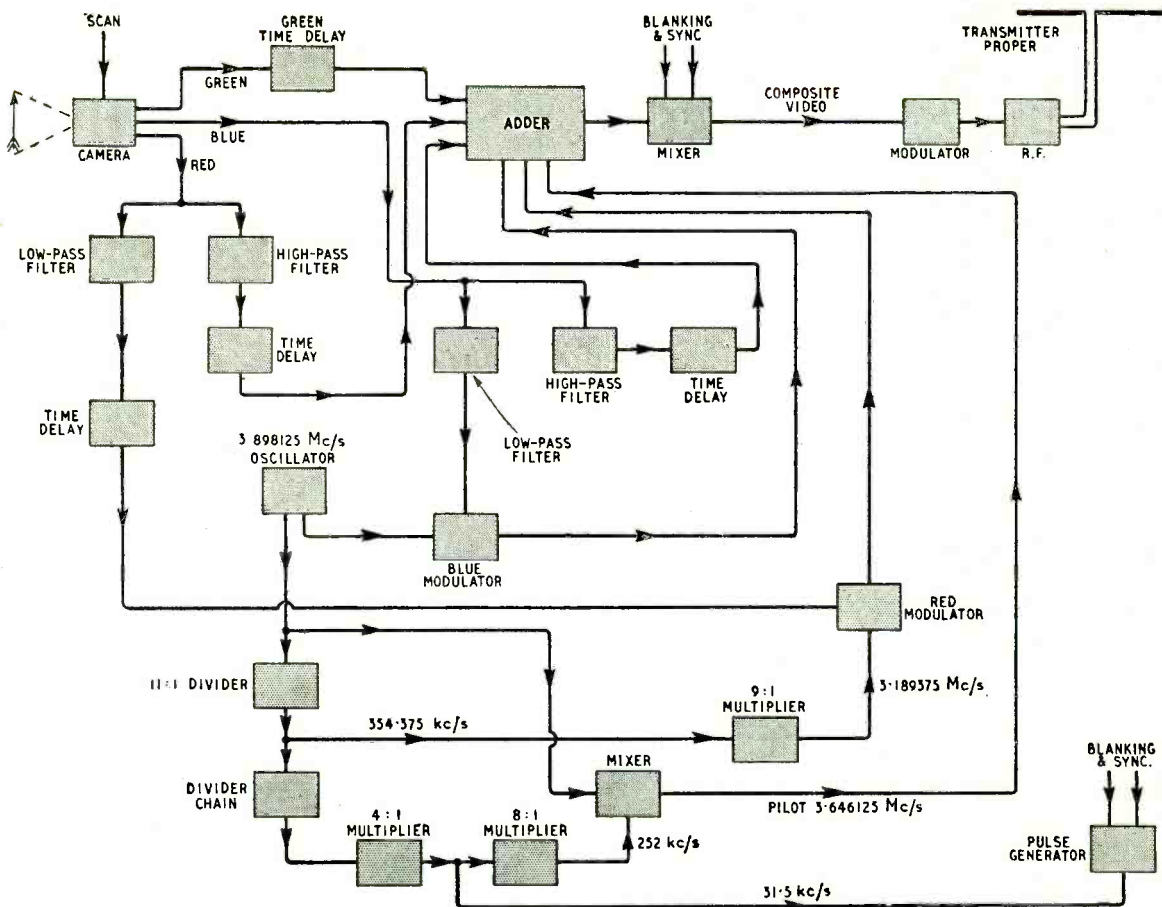 SCAN
GREEN
TIME DELAY
BLANKING
& SYNC
TRANSMITTER
PROPER
GREEN
BLUE
ADDER
COMPOSITE
VIDEO
CAMERA
RED
MIXER
MODULATOR
R.F.
LOW-PASS
FILTER
HIGH-PASS
FILTER
TIME
DELAY
HIGH-PASS
FILTER
TIME
DELAY
TIME
DELAY
LOW-PASS
FILTER
3 898125 Mc/s
OSCILLATOR
BLUE
MODULATOR
RED
MODULATOR
11:1 DIVIDER
9:1
MULTIPLIER
3·189375 Mc/s
354·375 kc/s
DIVIDER
CHAIN
MIXER
BLANKING
& SYNC.
PILOT 3·646125 Mc/s
4 : 1
MULTIPLIER
8:1
MULTIPLIER
252 kc/s
PULSE
GENERATOR
31·5 kc/s